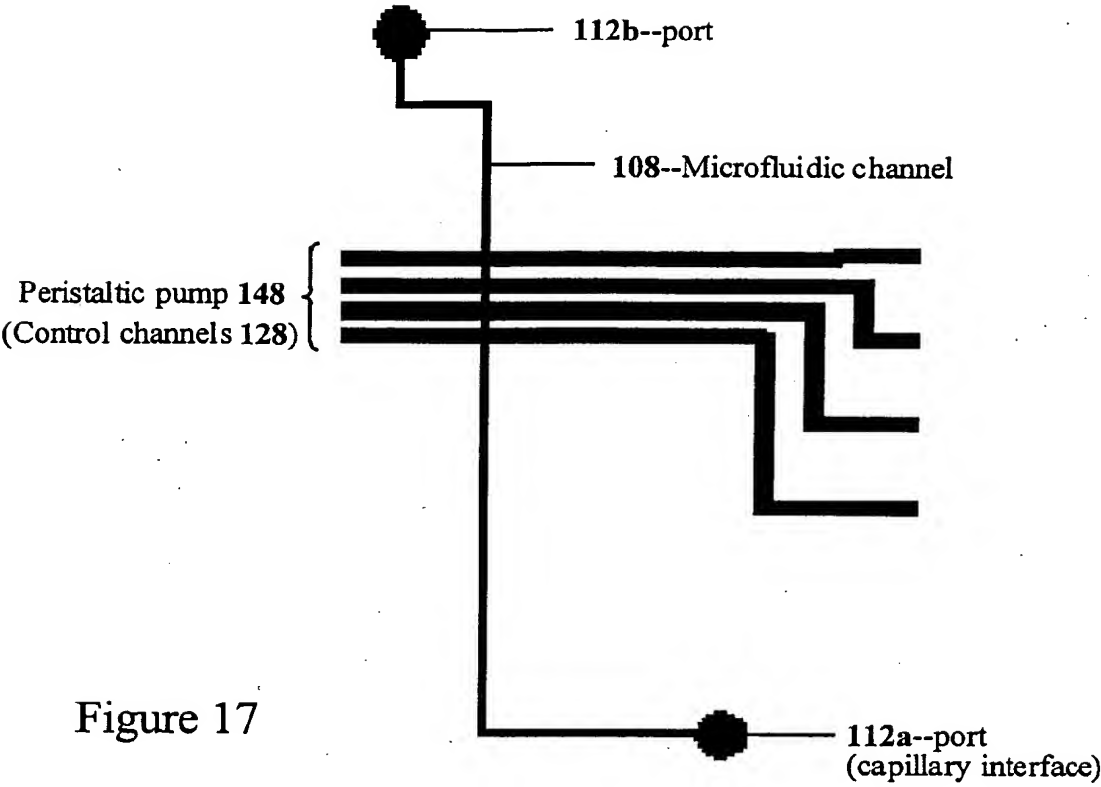 112b--port
108--Microfluidic channel
Peristaltic pump 148
(Control channels 128)
Figure 17
112a--port
(capillary interface)